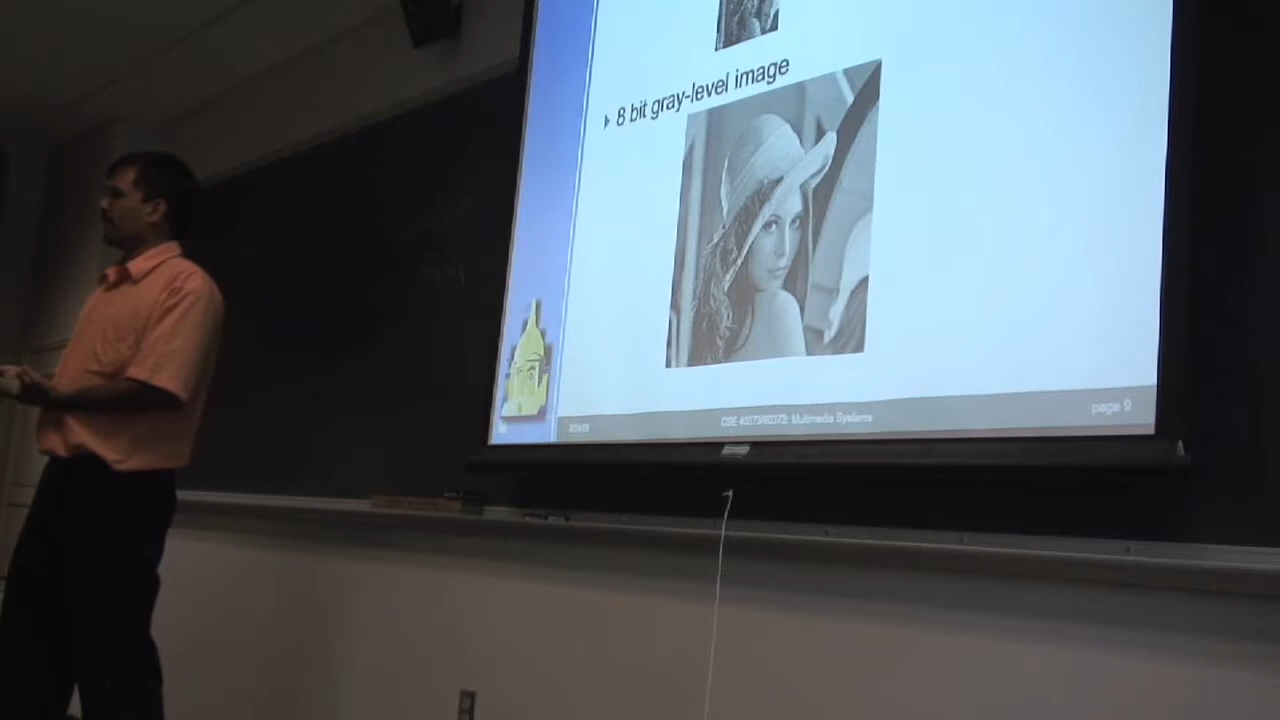 8 bit gray-level image
CSE 40373/60373: Multimedia Systems
page 9